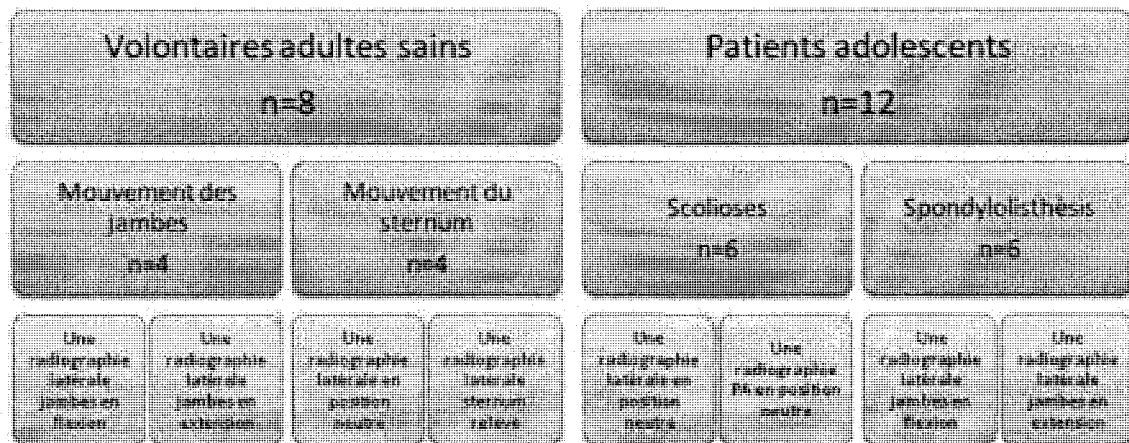 Volontaires adultes sains
n=8
Patients adolescents
n=12
Mouvement des
jambes
n=4
Mouvement du
sternum
n=4
Scolioses
n=6
Spondylolisthèsis
n=6
Une
radiographie
latérale
jambes en
flexion
Une
radiographie
latérale
jambes en
extension
Une
radiographie
latérale en
position
neutre
Une
radiographie
latérale
sternum
relevé
Une
radiographie
latérale en
position
neutre
Une
radiographie
PA en position
neutre
Une
radiographie
latérale
jambes en
flexion
Une
radiographie
latérale
jambes en
extension